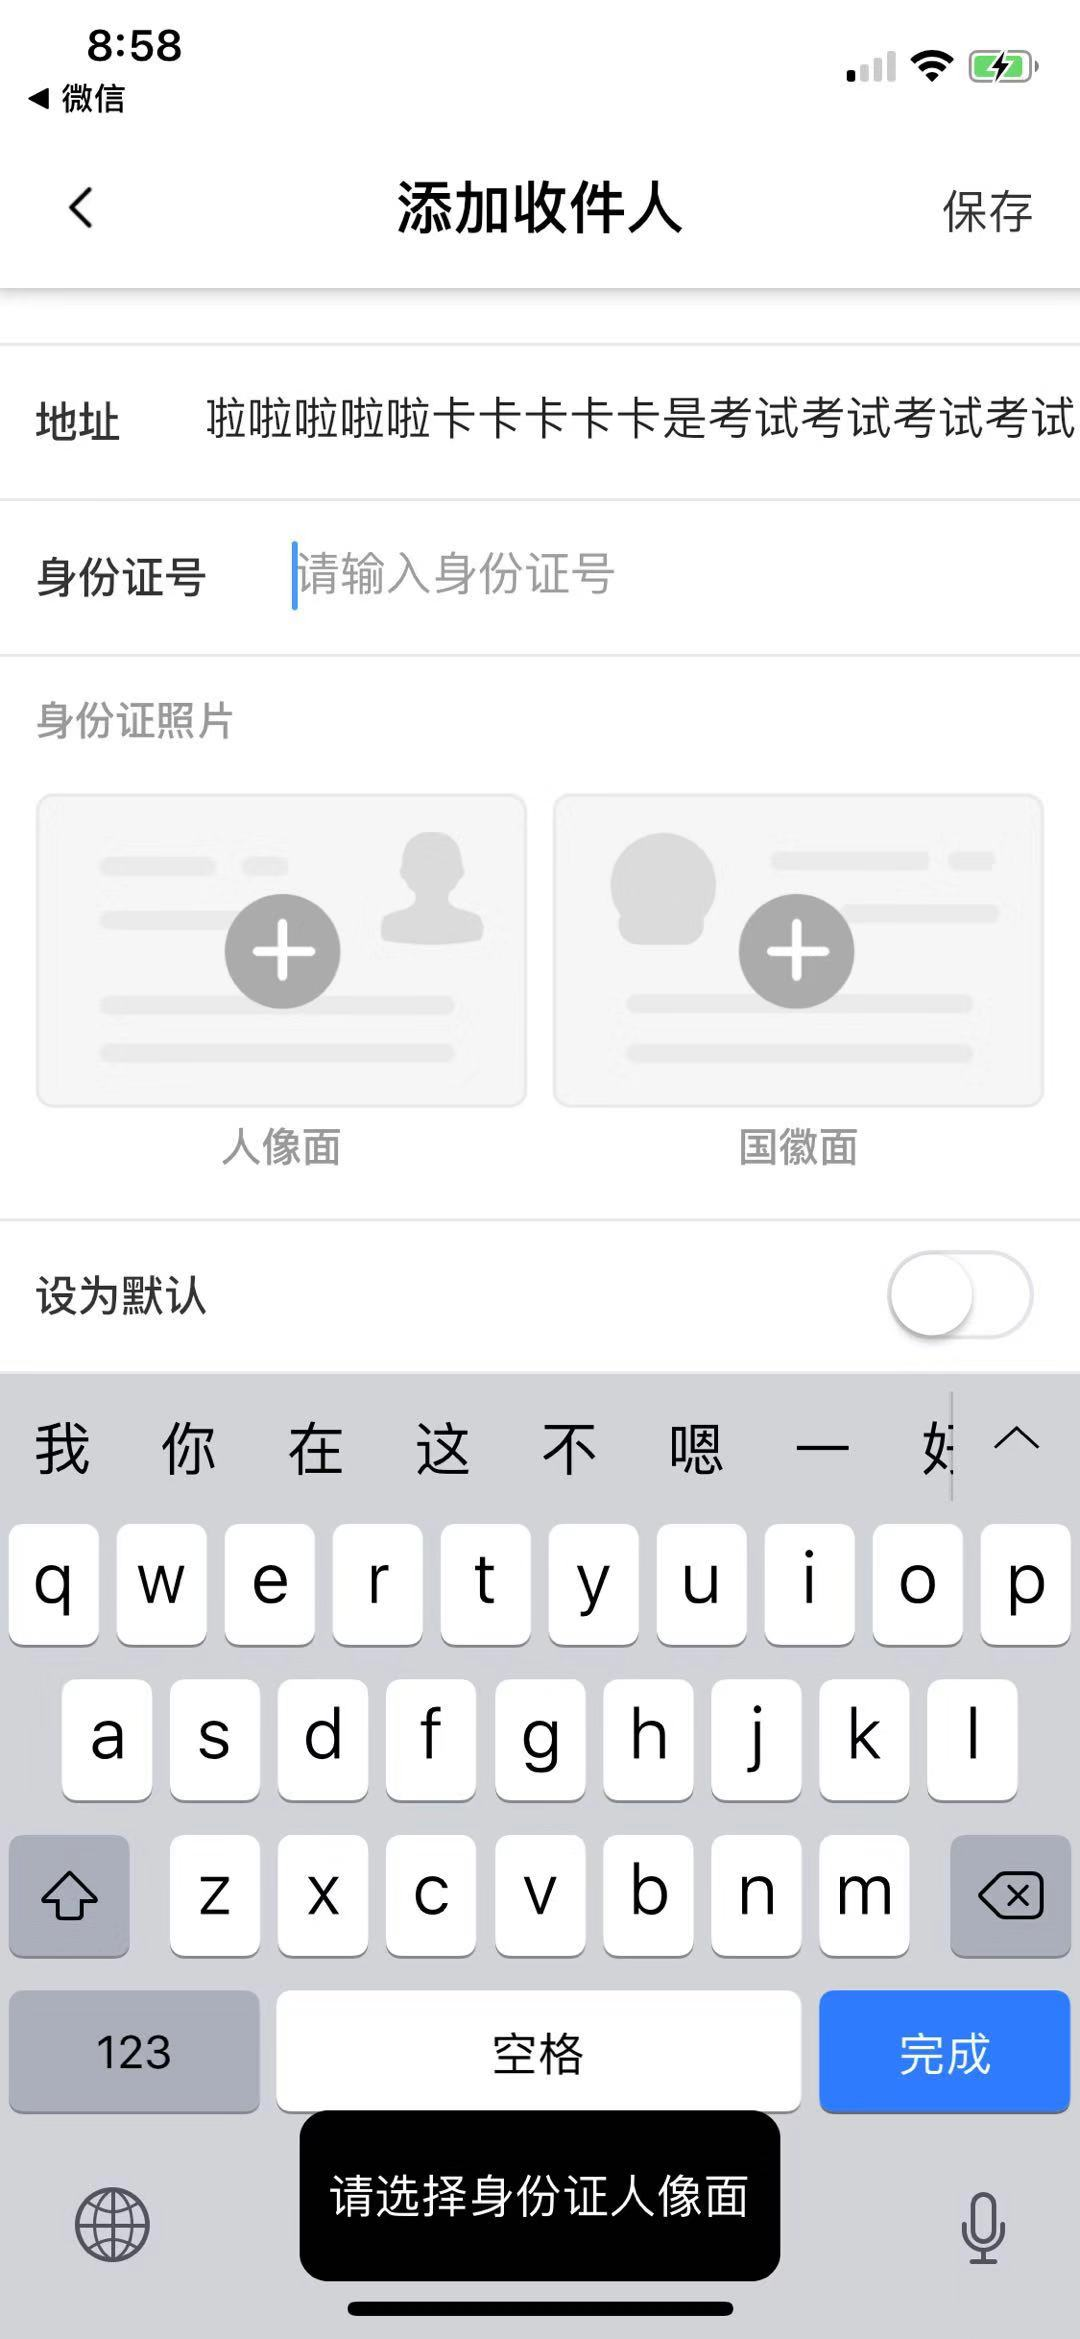 8:58
微信
添加收件人
保存
地址 啦啦啦啦啦卡卡卡卡卡是考试考试考试考试
身份证号 请输入身份证号
身份证照片
人像面 国徽面
设为默认
我 你 在 这 不 嗯 一 好
q w e r t y u i o p
a s d f g h j k l
z x c v b n m
123 空格 完成
请选择身份证人像面